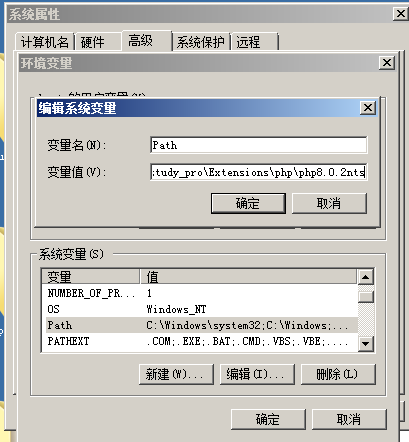 系统属性
计算机名 硬件 高级 系统保护 远程
环境变量
编辑系统变量
变量名(N):
Path
变量值(V):
:tudy_pro\Extensions\php\php8.0.2nts
确定 取消
系统变量(S)
变量 值
NUMBER_OF_PR... 1
OS Windows_NT
Path C:\Windows\system32;C:\Windows;...
PATHEXT .COM;.EXE;.BAT;.CMD;.VBS;.VBE;....
新建(W)... 编辑(I)... 删除(L)
确定 取消